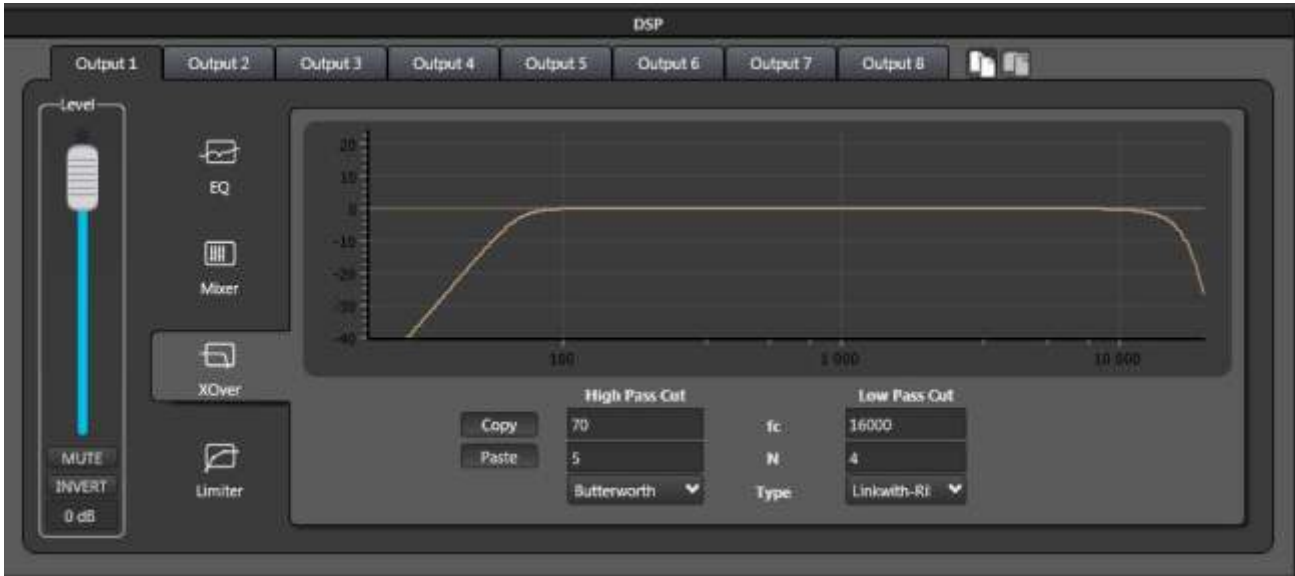 DSP
Output 1 Output 2 Output 3 Output 4 Output 5 Output 6 Output 7 Output 8
Level
EQ
Mixer
XOver
Limiter
MUTE
INVERT
0 dB
20
10
0
-10
-20
-30
-40
100 1 000 10 000
High Pass Cut Low Pass Cut
Copy 70 fc 16000
Paste 5 N 4
Butterworth Type Linkwith-Ri